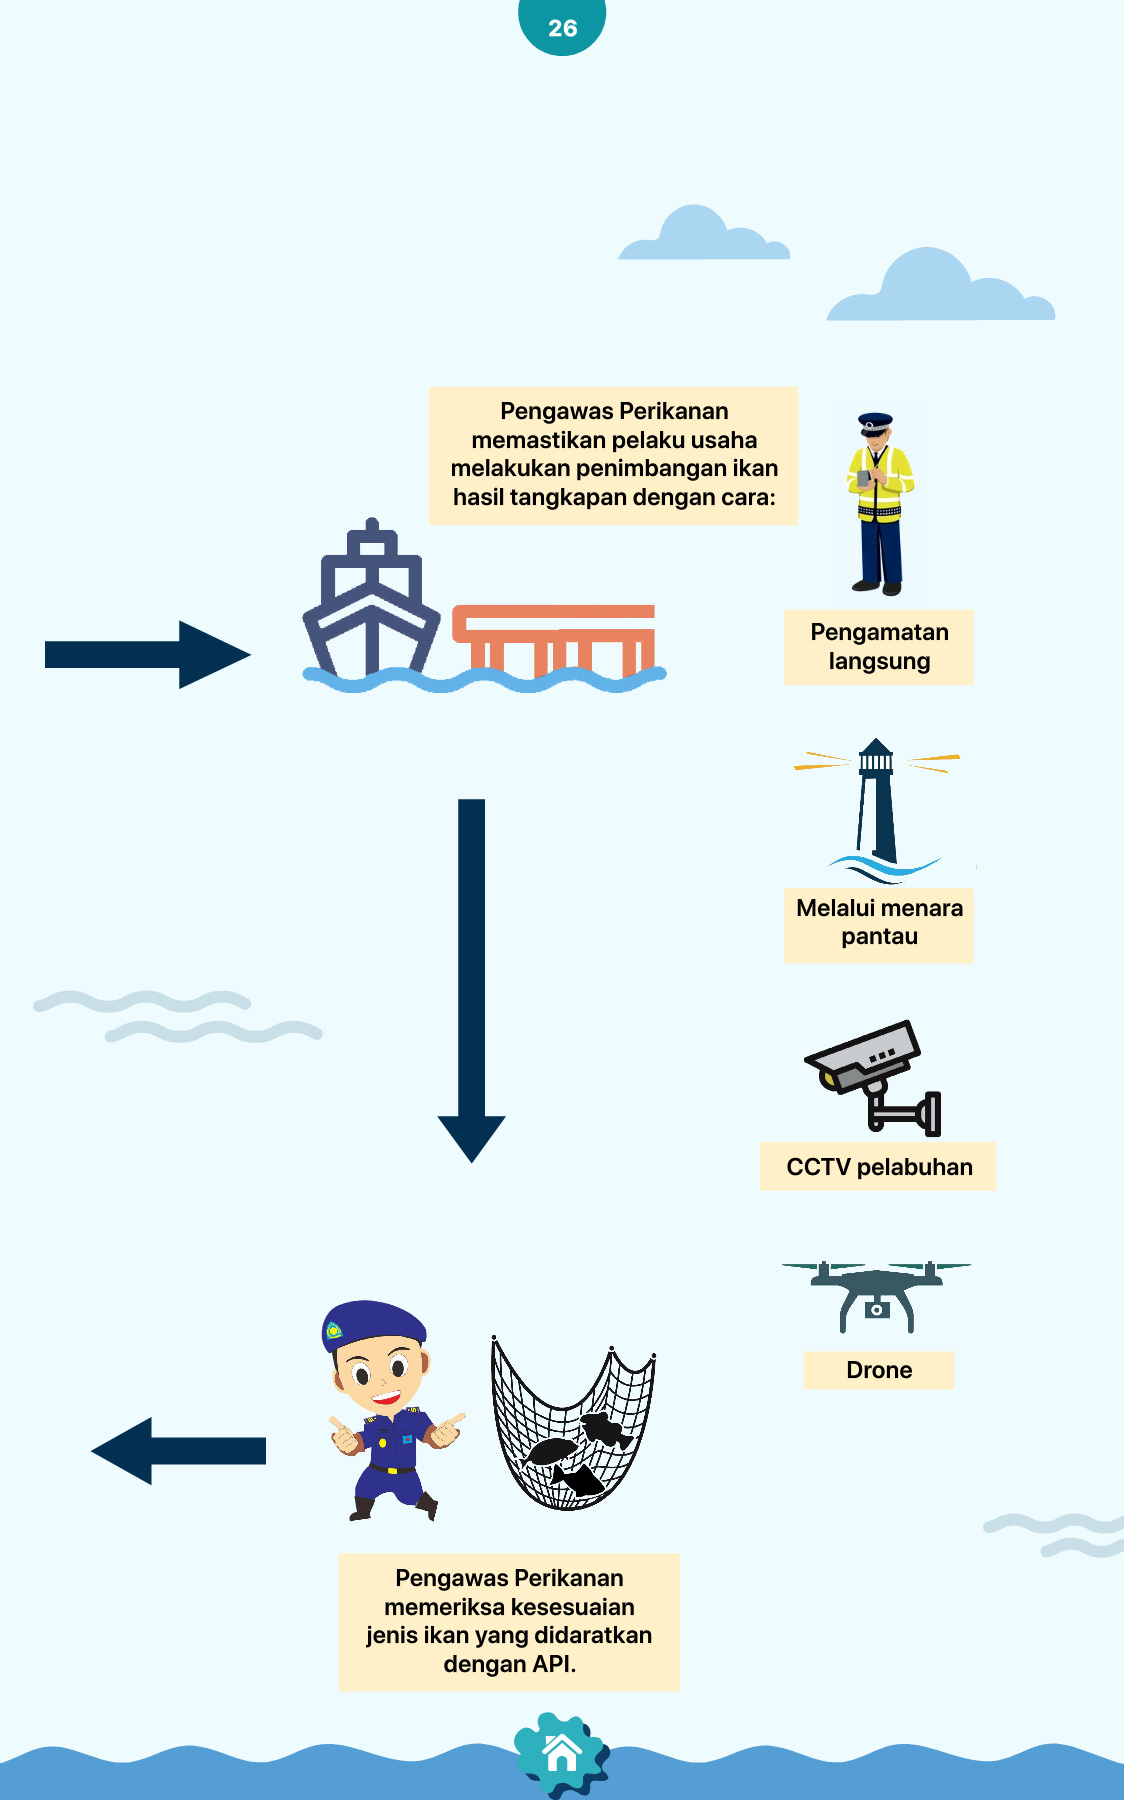 26
Pengawas Perikanan
memastikan pelaku usaha
melakukan penimbangan ikan
hasil tangkapan dengan cara:
Pengamatan
langsung
Melalui menara
pantau
CCTV pelabuhan
Drone
Pengawas Perikanan
memeriksa kesesuaian
jenis ikan yang didaratkan
dengan API.